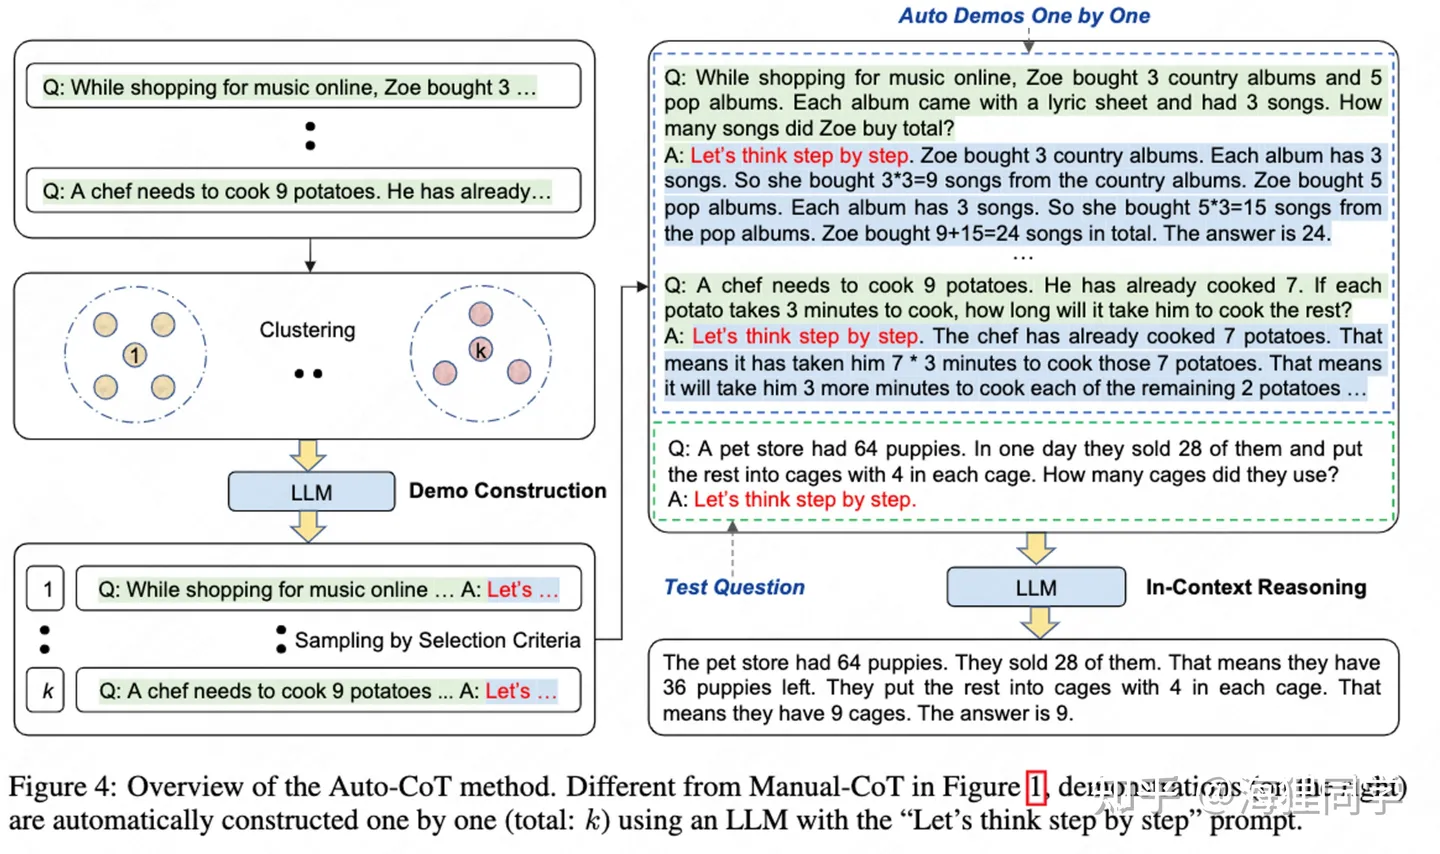 Q: While shopping for music online, Zoe bought 3 …
Q: A chef needs to cook 9 potatoes. He has already…
1
Clustering
k
LLM
Demo Construction
1
Q: While shopping for music online … A: Let's …
Sampling by Selection Criteria
k
Q: A chef needs to cook 9 potatoes ... A: Let's …
Auto Demos One by One
Q: While shopping for music online, Zoe bought 3 country albums and 5
pop albums. Each album came with a lyric sheet and had 3 songs. How
many songs did Zoe buy total?
A: Let's think step by step. Zoe bought 3 country albums. Each album has 3
songs. So she bought 3*3=9 songs from the country albums. Zoe bought 5
pop albums. Each album has 3 songs. So she bought 5*3=15 songs from
the pop albums. Zoe bought 9+15=24 songs in total. The answer is 24.
…
Q: A chef needs to cook 9 potatoes. He has already cooked 7. If each
potato takes 3 minutes to cook, how long will it take him to cook the rest?
A: Let's think step by step. The chef has already cooked 7 potatoes. That
means it has taken him 7 * 3 minutes to cook those 7 potatoes. That means
it will take him 3 more minutes to cook each of the remaining 2 potatoes …
Q: A pet store had 64 puppies. In one day they sold 28 of them and put
the rest into cages with 4 in each cage. How many cages did they use?
A: Let's think step by step.
Test Question
LLM
In-Context Reasoning
The pet store had 64 puppies. They sold 28 of them. That means they have
36 puppies left. They put the rest into cages with 4 in each cage. That
means they have 9 cages. The answer is 9.
Figure 4: Overview of the Auto-CoT method. Different from Manual-CoT in Figure 1, demonstrations (on the right)
are automatically constructed one by one (total: k) using an LLM with the “Let's think step by step” prompt.
知乎 @海狸同学